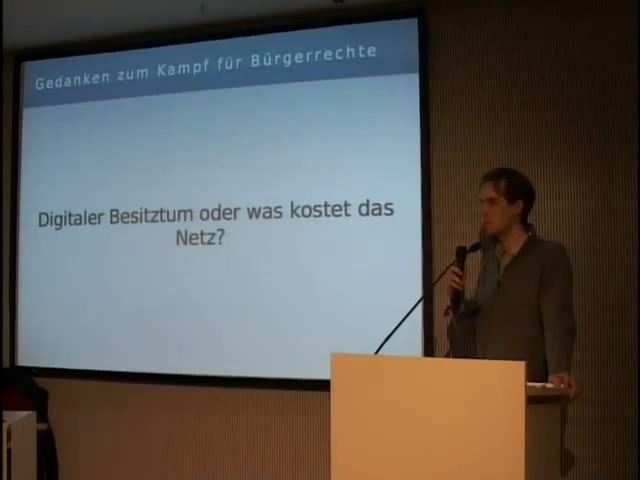 Gedanken zum Kampf für Bürgerrechte
Digitaler Besitztum oder was kostet das
Netz?